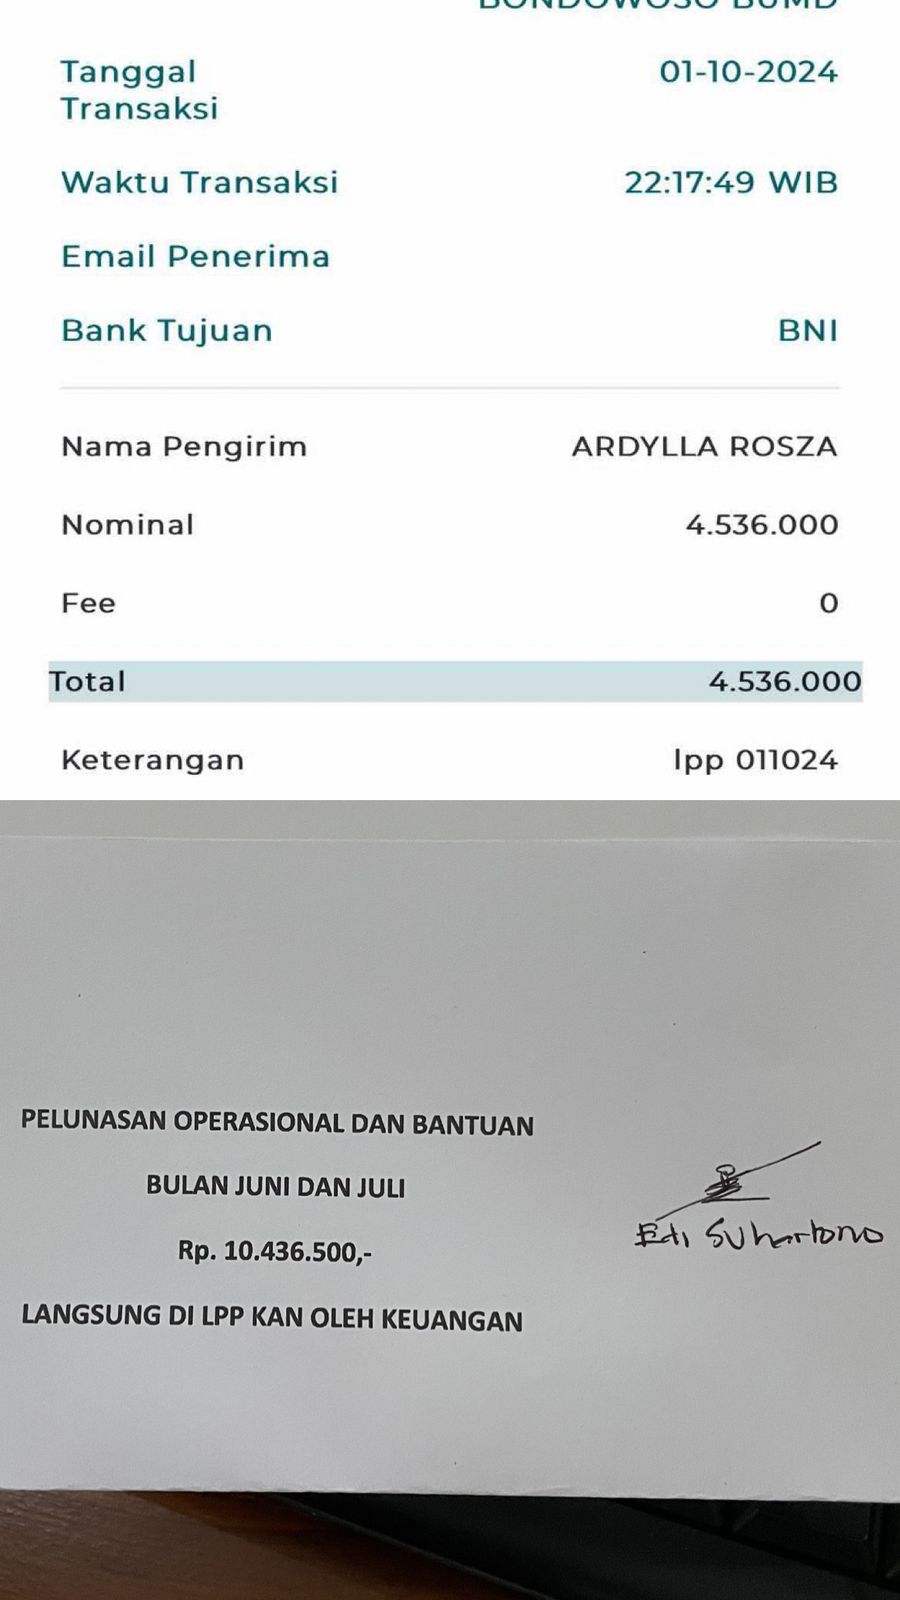 BONDOWOSO BUMD
Tanggal 01-10-2024
Transaksi
Waktu Transaksi 22:17:49 WIB
Email Penerima
Bank Tujuan BNI
Nama Pengirim ARDYLLA ROSZA
Nominal 4.536.000
Fee 0
Total 4.536.000
Keterangan lpp 011024
PELUNASAN OPERASIONAL DAN BANTUAN
BULAN JUNI DAN JULI
Rp. 10.436.500,-
Edi Suhartono
LANGSUNG DI LPP KAN OLEH KEUANGAN